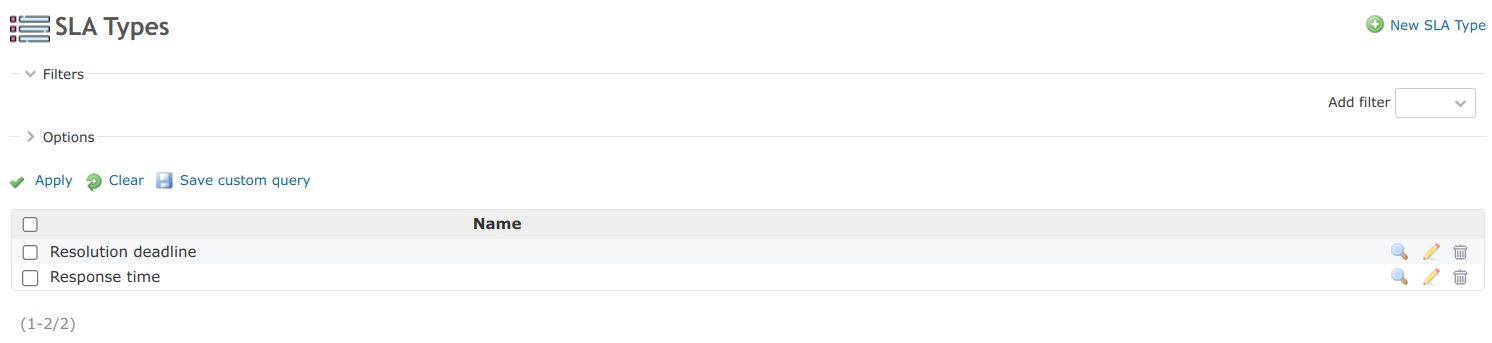 SLA Types
New SLA Type
Filters
Add filter
Options
Apply Clear Save custom query
Name
Resolution deadline
Response time
(1-2/2)